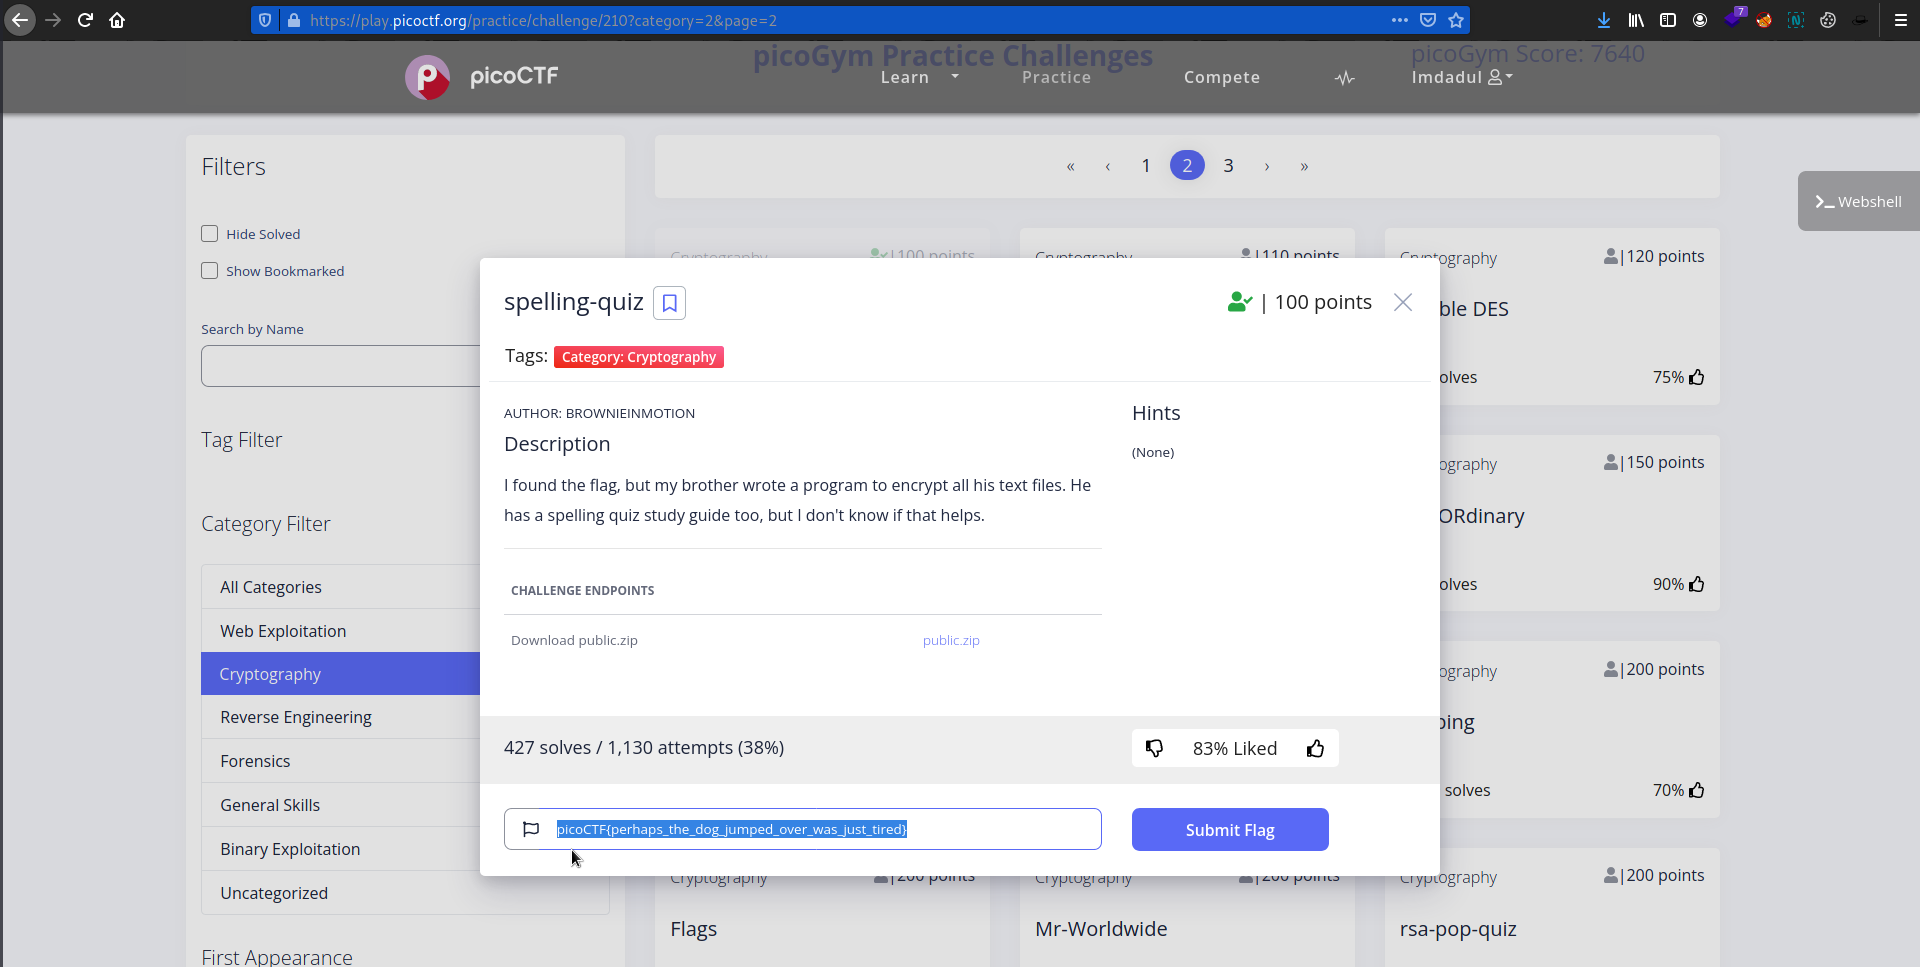 https://play.picoctf.org/practice/challenge/210?category=2&page=2
7
picoGym Practice Challenges
picoGym Score: 7640
picoCTF
Learn
Practice
Compete
Imdadul
Filters
« ‹ 1 2 3 › »
Webshell
Hide Solved
Show Bookmarked
Search by Name
Tag Filter
Category Filter
All Categories
Web Exploitation
Cryptography
Reverse Engineering
Forensics
General Skills
Binary Exploitation
Uncategorized
First Appearance
Cryptography |100 points
Cryptography |110 points
Cryptography |120 points
ble DES
olves 75%
ography |150 points
ORdinary
olves 90%
ography |200 points
ping
solves 70%
spelling-quiz
| 100 points
Tags: Category: Cryptography
AUTHOR: BROWNIEINMOTION
Description
I found the flag, but my brother wrote a program to encrypt all his text files. He
has a spelling quiz study guide too, but I don't know if that helps.
Hints
(None)
CHALLENGE ENDPOINTS
Download public.zip public.zip
427 solves / 1,130 attempts (38%)
83% Liked
picoCTF{perhaps_the_dog_jumped_over_was_just_tired}
Submit Flag
Cryptography |200 points
Flags
Cryptography |200 points
Mr-Worldwide
Cryptography |200 points
rsa-pop-quiz